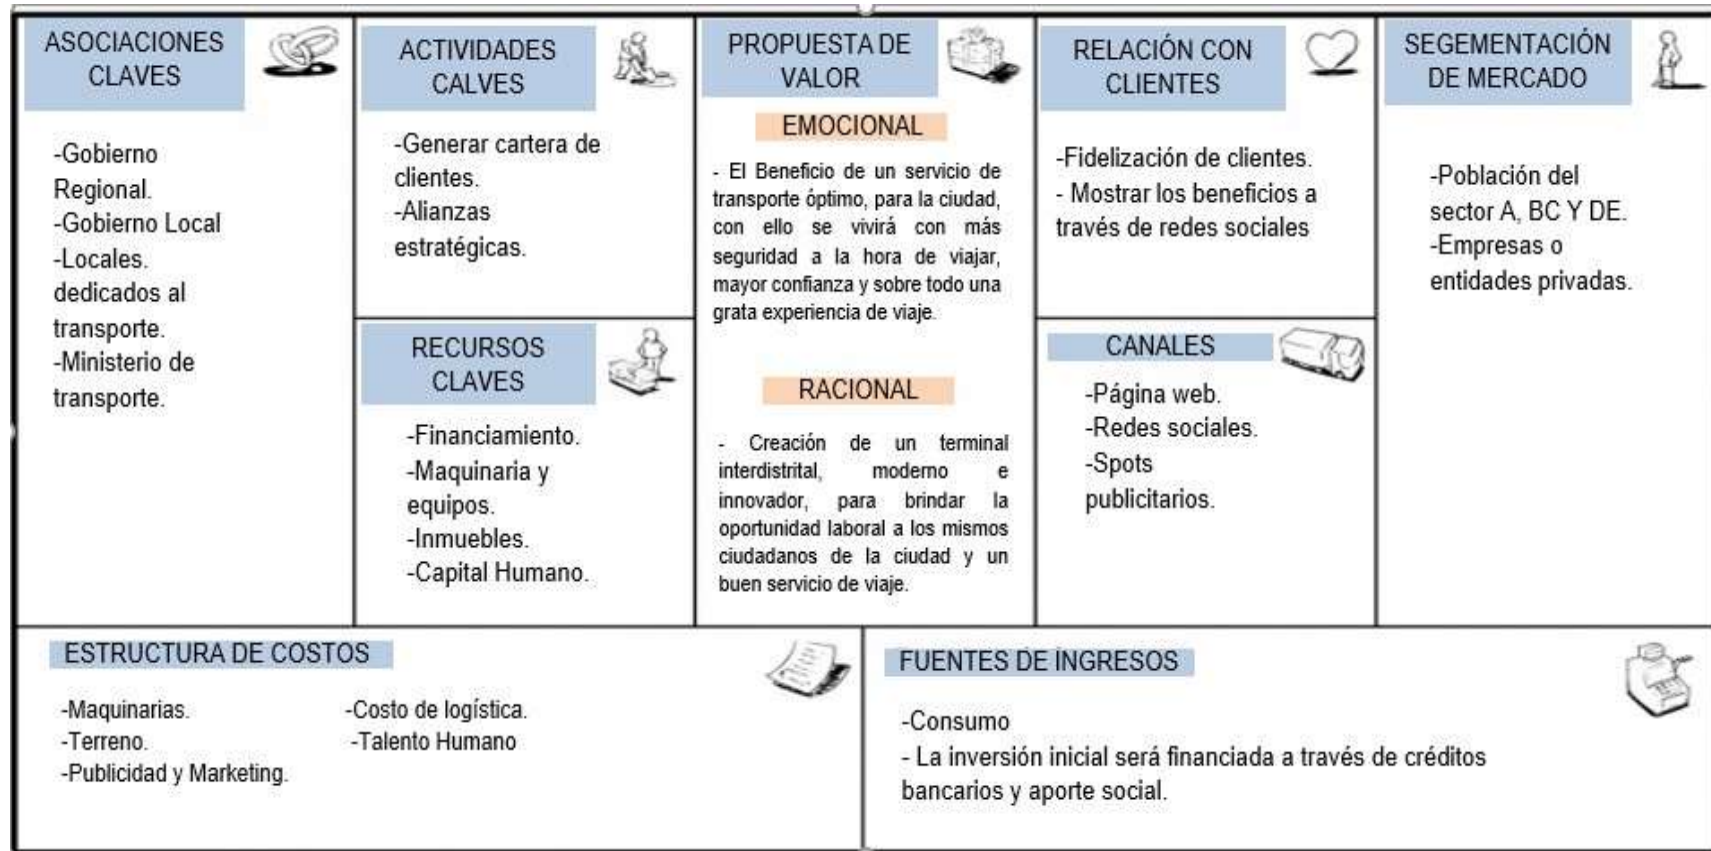 ASOCIACIONES
CLAVES
-Gobierno
Regional.
-Gobierno Local
-Locales.
dedicados al
transporte.
-Ministerio de
transporte.
ACTIVIDADES
CALVES
-Generar cartera de
clientes.
-Alianzas
estratégicas.
RECURSOS
CLAVES
-Financiamiento.
-Maquinaria y
equipos.
-Inmuebles.
-Capital Humano.
PROPUESTA DE
VALOR
EMOCIONAL
- El Beneficio de un servicio de
transporte óptimo, para la ciudad,
con ello se vivirá con más
seguridad a la hora de viajar,
mayor confianza y sobre todo una
grata experiencia de viaje.
RACIONAL
- Creación de un terminal
interdistrital, moderno e
innovador, para brindar la
oportunidad laboral a los mismos
ciudadanos de la ciudad y un
buen servicio de viaje.
RELACIÓN CON
CLIENTES
-Fidelización de clientes.
- Mostrar los beneficios a
través de redes sociales
CANALES
-Página web.
-Redes sociales.
-Spots
publicitarios.
SEGEMENTACIÓN
DE MERCADO
-Población del
sector A, BC Y DE.
-Empresas o
entidades privadas.
ESTRUCTURA DE COSTOS
-Maquinarias.
-Terreno.
-Publicidad y Marketing.
-Costo de logística.
-Talento Humano
FUENTES DE INGRESOS
-Consumo
- La inversión inicial será financiada a través de créditos
bancarios y aporte social.